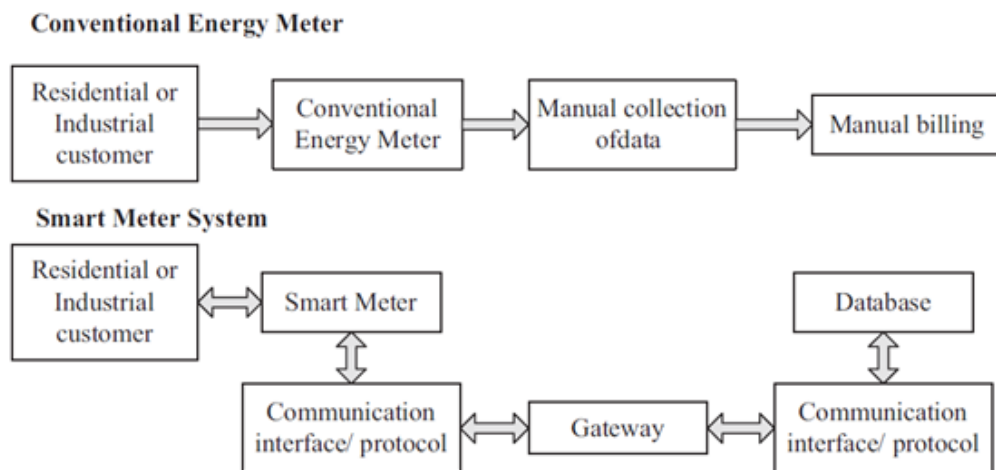 Conventional Energy Meter
Residential or
Industrial
customer
Conventional
Energy Meter
Manual collection
ofdata
Manual billing
Smart Meter System
Residential or
Industrial
customer
Smart Meter
Database
Communication
interface/ protocol
Gateway
Communication
interface/ protocol